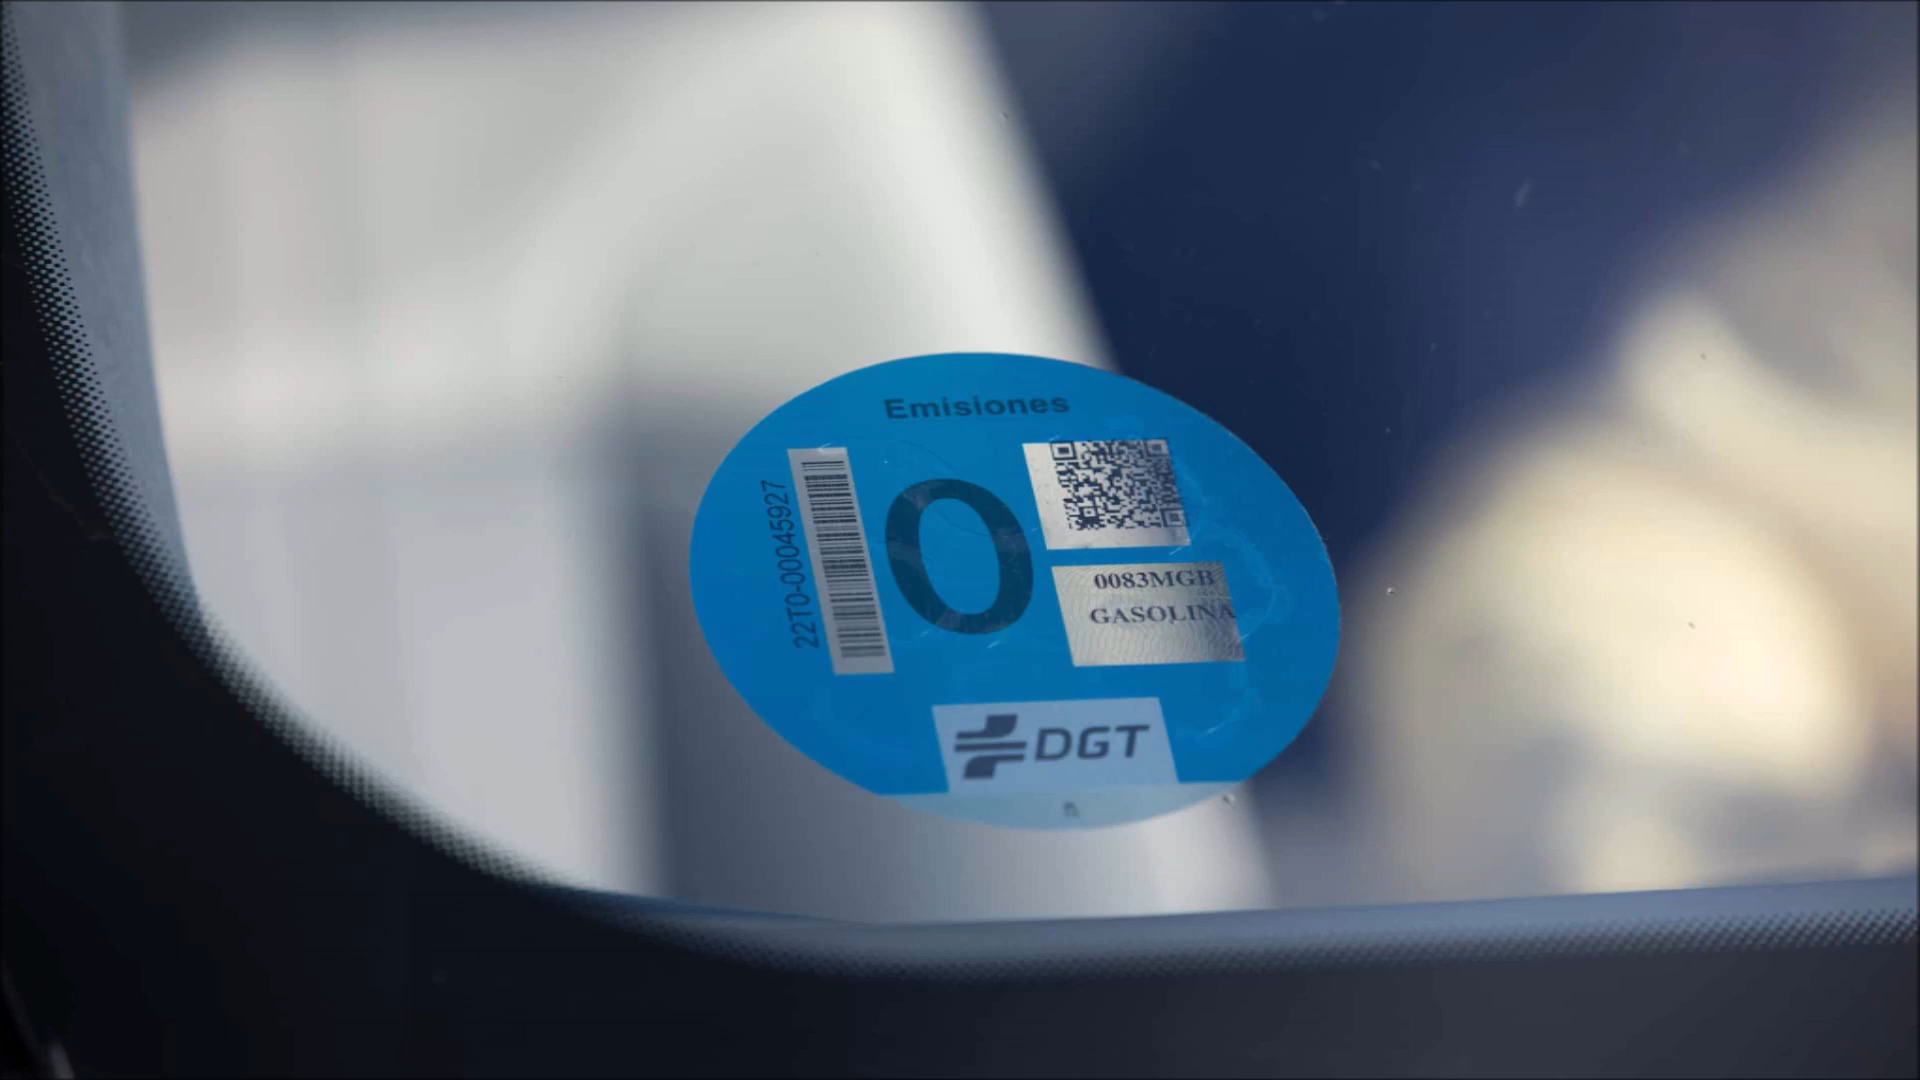 Emisiones
22T0-00045927
0
0083MGB
GASOLINA
DGT